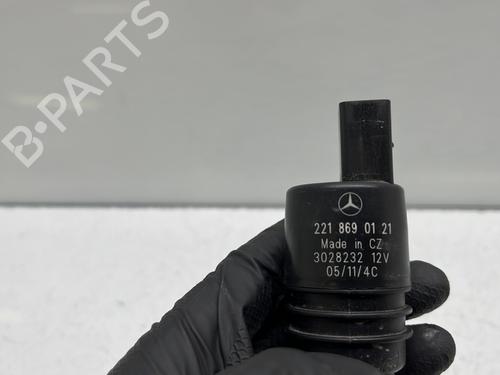 B-PARTS
221 869 01 21
Made in CZ
3028232 12V
05/11/4C